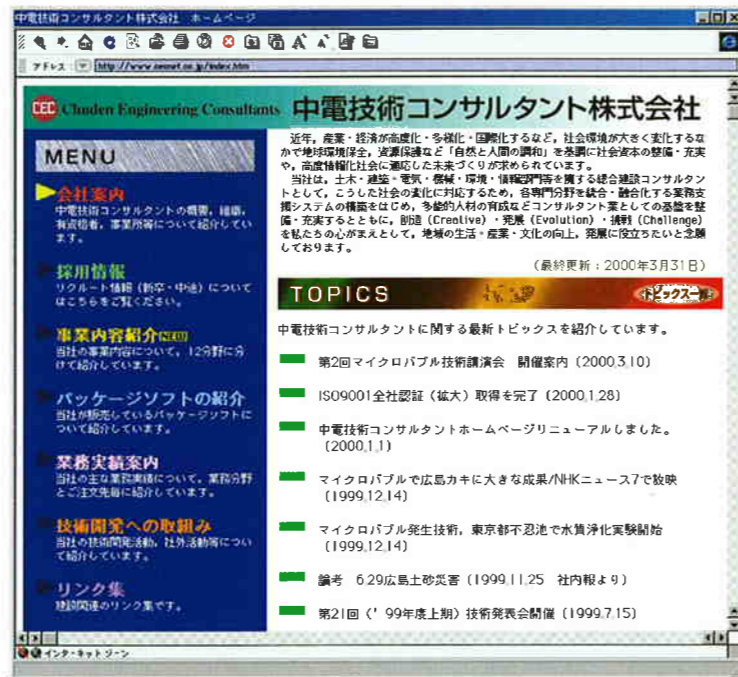 中電技術コンサルタント株式会社 ホームページ
アドレス
CEC Chuden Engineering Consultants 中電技術コンサルタント株式会社
MENU
会社案内
中電技術コンサルタントの概要，組織，
有資格者，事業所等について紹介してい
ます。
採用情報
リクルート情報（新卒・中途）について
はこちらをご覧ください。
事業内容紹介
当社の事業内容について，12分野に分
けて紹介しています。
パッケージソフトの紹介
当社が販売しているパッケージソフトに
ついて紹介しています。
業務実績案内
当社の主な業務実績について，業務分野
とご注文先毎に紹介しています。
技術開発への取組み
当社の技術開発活動，社外活動等につい
て紹介しています。
リンク集
建設関連のリンク集です。
近年，産業・経済が高度化・多様化・国際化するなど，社会環境が大きく変化するな
かで地球環境保全，資源保護など「自然と人間の調和」を基調に社会資本の整備・充実
や，高度情報化社会に適応した未来づくりが求められています。
当社は，土木・建築・電気・機械・環境・情報部門等を擁する総合建設コンサルタン
トとして，こうした社会の変化に対応するため，各専門分野を統合・融合化する業務支
援システムの構築をはじめ，多能的人材の育成などコンサルタント業としての基盤を整
備・充実するとともに，創造（Creative）・発展（Evolution）・挑戦（Challenge）
を私たちの心がまえとして，地域の生活・産業・文化の向上，発展に役立ちたいと念願
しております。
（最終更新：2000年3月31日）
TOPICS
トピックス一覧
中電技術コンサルタントに関する最新トピックスを紹介しています。
第2回マイクロバブル技術講演会 開催案内（2000.3.10）
ISO9001全社認証（拡大）取得を完了（2000.1.28）
中電技術コンサルタントホームページリニューアルしました。
（2000.1.1）
マイクロバブルで広島カキに大きな成果/NHKニュース7で放映
（1999.12.14）
マイクロバブル発生技術，東京都不忍池で水質浄化実験開始
（1999.12.14）
論考 6.29広島土砂災害（1999.11.25 社内報より）
第21回（'99年度上期）技術発表会開催（1999.7.15）
インターネット ゾーン